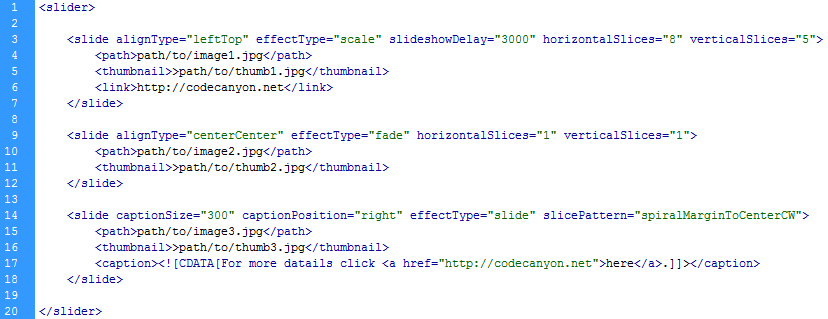 1 <slider>
2
3 <slide alignType="leftTop" effectType="scale" slideshowDelay="3000" horizontalSlices="8" verticalSlices="5">
4 <path>path/to/image1.jpg</path>
5 <thumbnail>>path/to/thumb1.jpg</thumbnail>
6 <link>http://codecanyon.net</link>
7 </slide>
8
9 <slide alignType="centerCenter" effectType="fade" horizontalSlices="1" verticalSlices="1">
10 <path>path/to/image2.jpg</path>
11 <thumbnail>>path/to/thumb2.jpg</thumbnail>
12 </slide>
13
14 <slide captionSize="300" captionPosition="right" effectType="slide" slicePattern="spiralMarginToCenterCW">
15 <path>path/to/image3.jpg</path>
16 <thumbnail>>path/to/thumb3.jpg</thumbnail>
17 <caption><![CDATA[For more datails click <a href="http://codecanyon.net">here</a>.]]></caption>
18 </slide>
19
20 </slider>